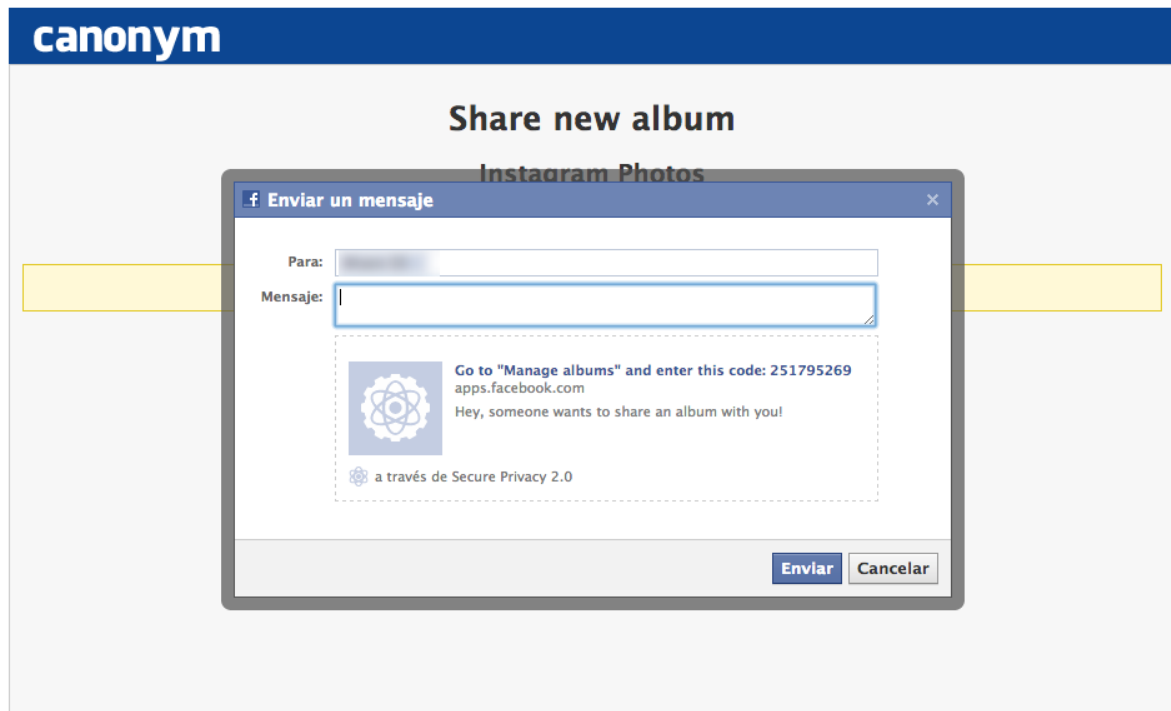 canonym
Share new album
Instagram Photos
Enviar un mensaje
Para:
Mensaje:
Go to "Manage albums" and enter this code: 251795269
apps.facebook.com
Hey, someone wants to share an album with you!
a través de Secure Privacy 2.0
Enviar Cancelar